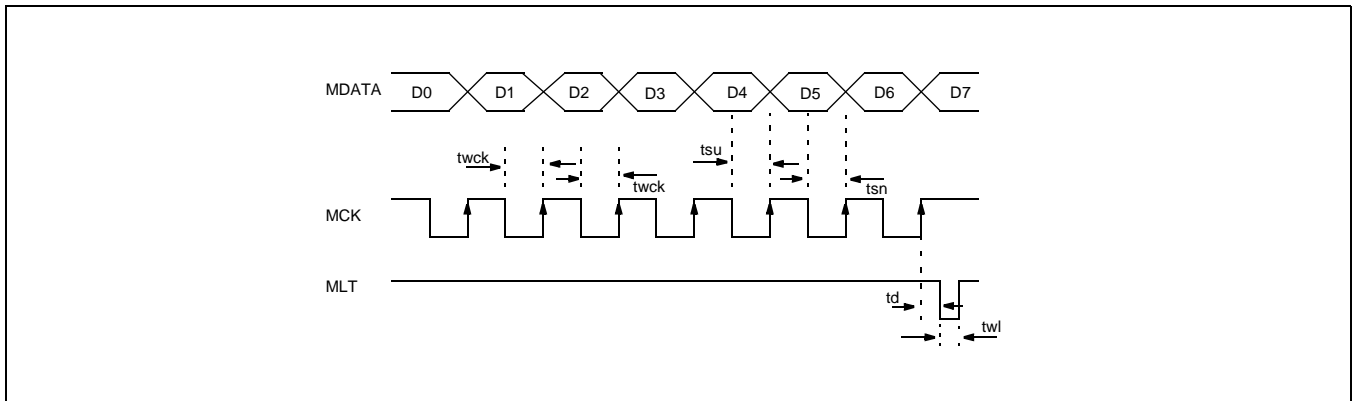 MDATA D0 D1 D2 D3 D4 D5 D6 D7
twck tsu
twck tsn
MCK
MLT
td
twl